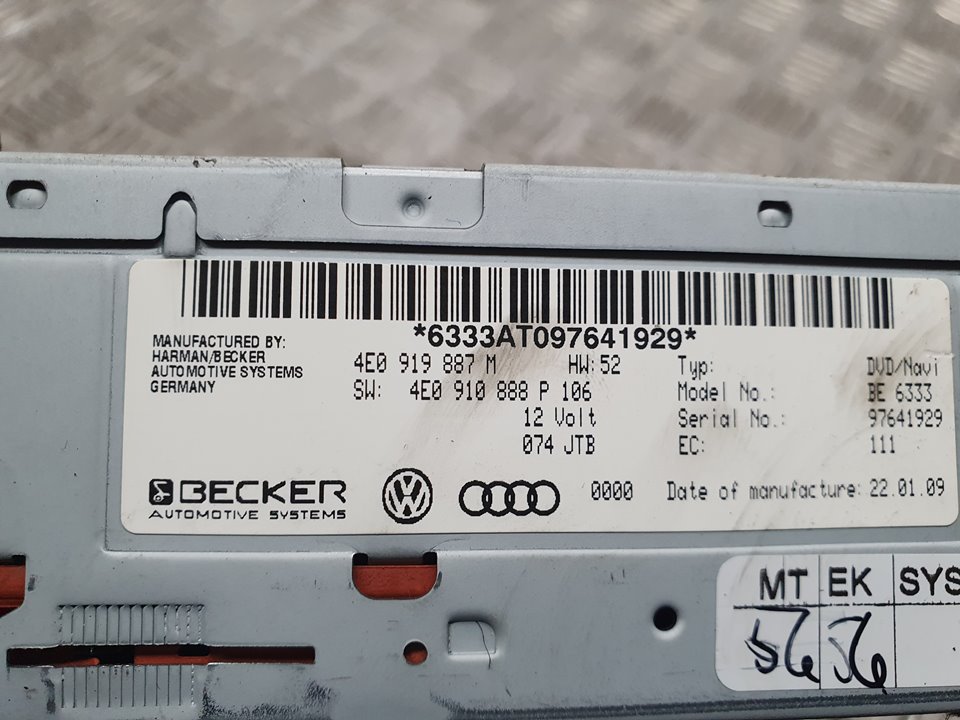 *6333AT097641929*
MANUFACTURED BY:
HARMAN/BECKER
AUTOMOTIVE SYSTEMS
GERMANY
4E0 919 887 M HW: 52
SW: 4E0 910 888 P 106
12 Volt
074 JTB
Typ: DVD/Navi
Model No.: BE 6333
Serial No.: 97641929
EC: 111
BECKER
AUTOMOTIVE SYSTEMS
VW
0000 Date of manufacture: 22.01.09
MT EK SYS